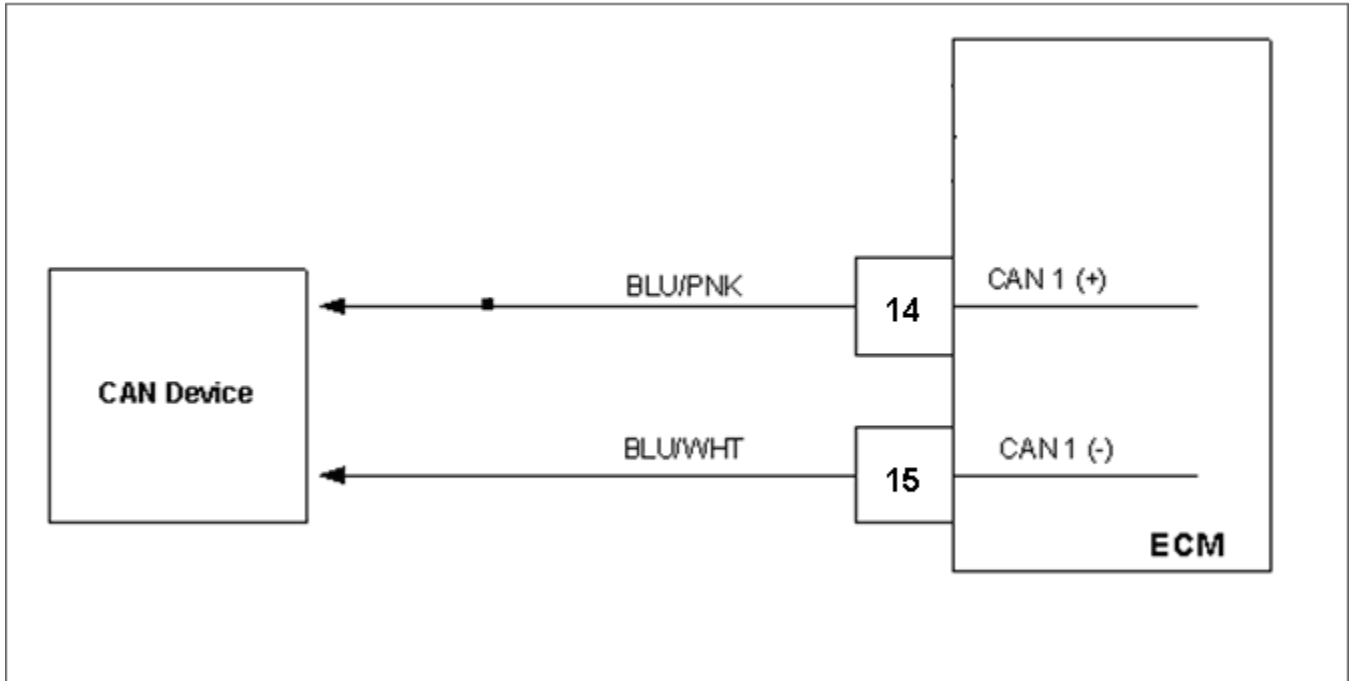 BLU/PNK
14
CAN 1 (+)
CAN Device
BLU/WHT
15
CAN 1 (-)
ECM